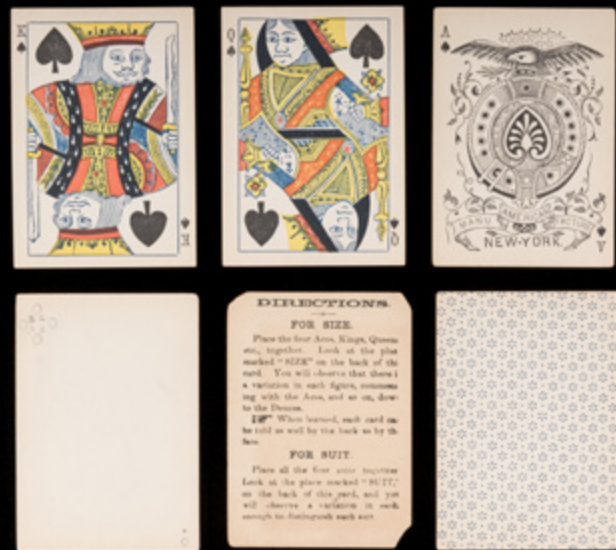 K
Q
A
AMERICAN
MANU
FACTURE
NEW-YORK
K
Q
A
DIRECTIONS.
FOR SIZE.
Place the four Aces, Kings, Queens
etc., together. Look at the place
marked "SIZE" on the back of this
card. You will observe that there i
a variation in each figure, commenc
ing with the Aces, and so on, down
to the Deuces.
When learned, each card can
be told as well by the back as by the
face.
FOR SUIT.
Place all the four aces together
Look at the place marked "SUIT,"
on the back of this card, and you
will observe a variation in each
enough to distinguish each suit.